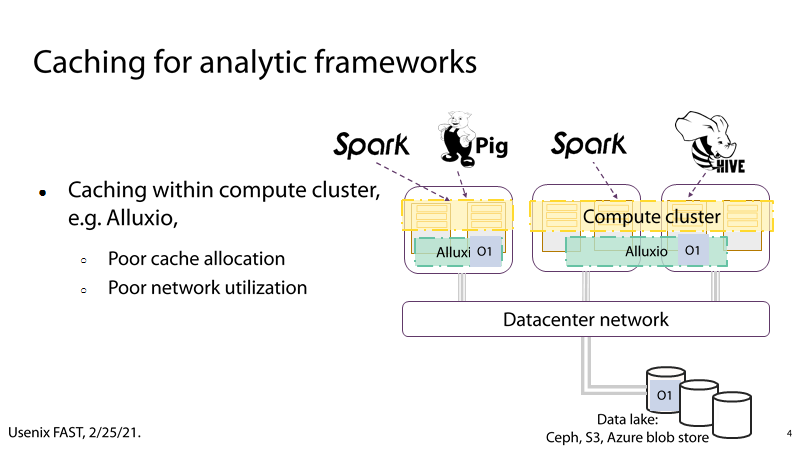 Caching for analytic frameworks
Spark
Pig
Spark
HIVE
● Caching within compute cluster,
e.g. Alluxio,
○ Poor cache allocation
○ Poor network utilization
Compute cluster
Alluxi
O1
Alluxio
O1
Datacenter network
O1
Data lake:
Ceph, S3, Azure blob store
Usenix FAST, 2/25/21.
4